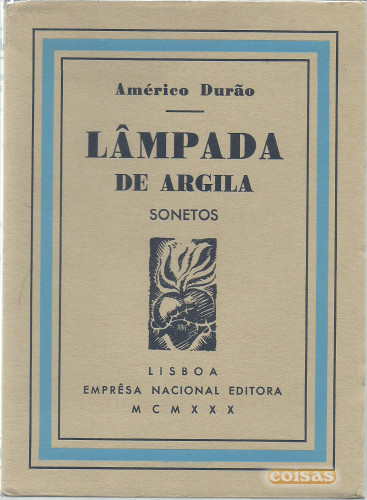 Américo Durão
LÂMPADA
DE ARGILA
SONETOS
LISBOA
EMPRÊSA NACIONAL EDITORA
MCMXXX
coisas